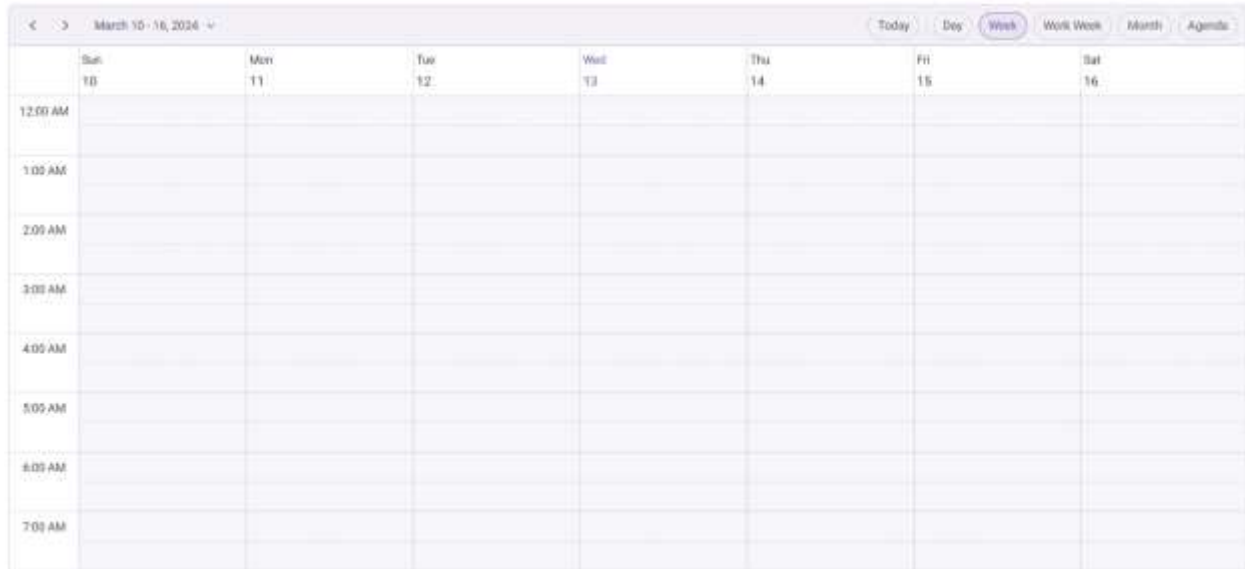 March 10 - 16, 2024 Today Day Week Work Week Month Agenda
Sun Mon Tue Wed Thu Fri Sat
10 11 12 13 14 15 16
12:00 AM
1:00 AM
2:00 AM
3:00 AM
4:00 AM
5:00 AM
6:00 AM
7:00 AM